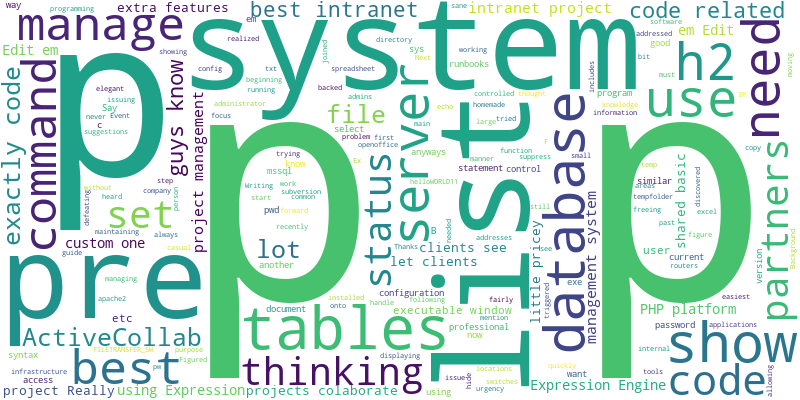 way
programming
extra features
manage
Edit em
p
exactly code
command
elegant
issuing
Say
never
Event
suggestions
c
guys know
project management
set
step
company
heard
without
person
custom one
defeating
maintaining
always
casual
guide
managing
pre
apache2
etc
ActiveCollab
syntax
best
FILETRANSFER_SW
purpose
Figured
infrastructure
access
pw
project Really
using Expression
projects colaborate
best intranet
em
realized
config
txt
showing
beginning
running
spreadsheet
system
directory
sys
joined
backed
admins
administrator
focus
file
server
p
select
problem
openoffice
first
anyways
trying
know
mssql
Writing
work
subversion
start
common
pwd
forward
recently
lot
another
status
helloWORLD11
B
needed
addresses
Thanks
clients see
let clients
configuration
following
document
executable window
installed
handle
onto
fairly
mention
professional
now
urgency
tables
thinking
displaying
issue
hide
using
switches
list
intranet project
sane
software
working
Next
runbooks
main
controlled
thought
homemade
echo
large
tried
manner
function
statement
control
suppress
small
F
Ex
similar
still
version
see
exe
triggered
little pricey
database
management system
want
quickly
locations
Expression Engine
code related
em Edit
addressed
good
bit
must
h2
need
use
program
includes
knowledge
IP
information
copy
temp
tempfolder
areas
discovered
freeing
past
excel
figure
user
shared basic
current
routers
partners
Background
moving
PHP platform
password
applications
easiest
internal
tools
allowing
show
code
p